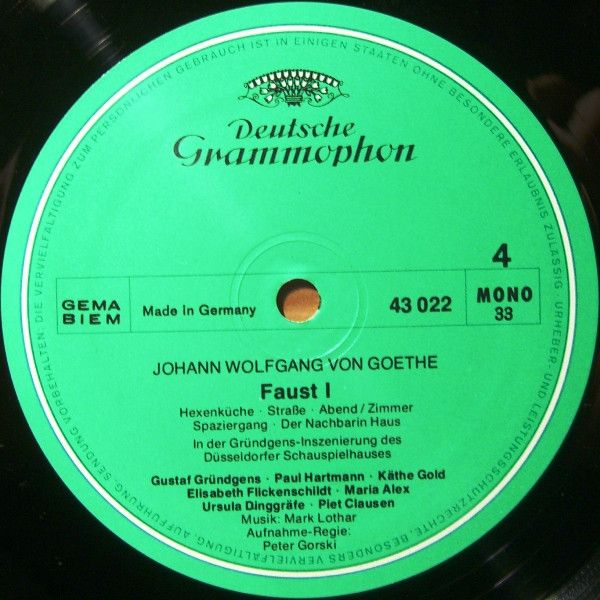 Deutsche
Grammophon
4
GEMA
BIEM
Made in Germany
43 022
MONO
33
JOHANN WOLFGANG VON GOETHE
Faust I
Hexenküche · Straße · Abend / Zimmer
Spaziergang · Der Nachbarin Haus
In der Gründgens-Inszenierung des
Düsseldorfer Schauspielhauses
Gustaf Gründgens · Paul Hartmann · Käthe Gold
Elisabeth Flickenschildt · Maria Alex
Ursula Dinggräfe · Piet Clausen
Musik: Mark Lothar
Aufnahme-Regie:
Peter Gorski
URHEBER- UND LEISTUNGSSCHUTZRECHTE, BESONDERS VERVIELFÄLTIGUNG, AUFFÜHRUNG, SENDUNG VORBEHALTEN. DIE VERVIELFÄLTIGUNG ZUM PERSÖNLICHEN GEBRAUCH IST IN EINIGEN STAATEN OHNE BESONDERE ERLAUBNIS ZULÄSSIG.